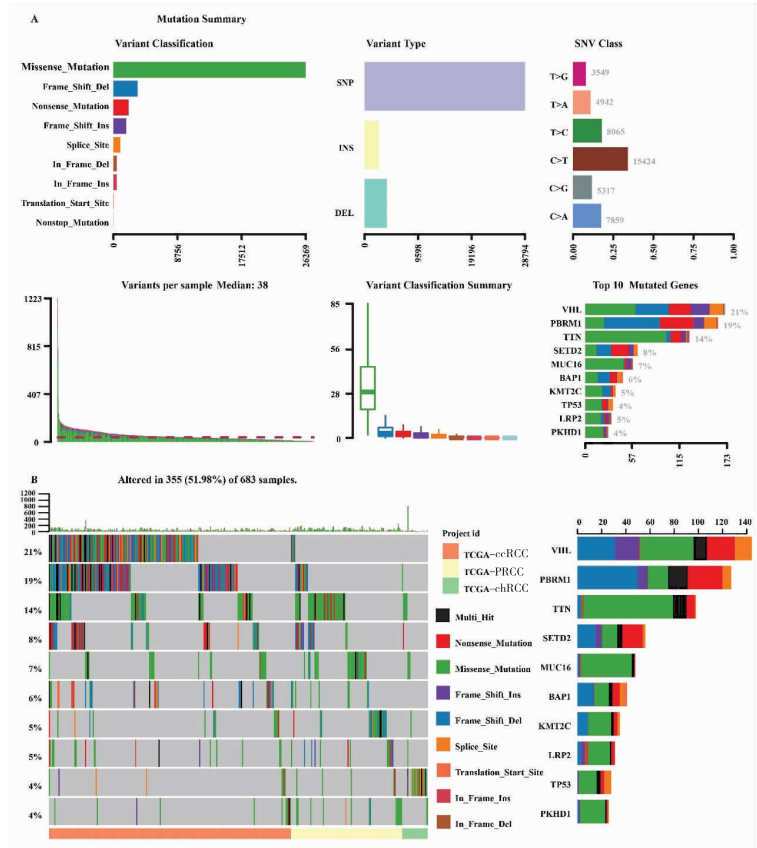 A
Mutation Summary
Variant Classification
Missense_Mutation
Frame_Shift_Del
Nonsense_Mutation
Frame_Shift_Ins
Splice_Site
In_Frame_Del
In_Frame_Ins
Translation_Start_Site
Nonstop_Mutation
0
8756
17512
26269
Variant Type
SNP
INS
DEL
0
9598
19196
28794
SNV Class
T>G
3549
T>A
4942
T>C
8065
C>T
15424
C>G
5317
C>A
7859
0.00
0.25
0.50
0.75
1.00
Variants per sample Median: 38
1223
815
407
0
Variant Classification Summary
85
56
28
0
Top 10 Mutated Genes
VHL
21%
PBRM1
19%
TTN
14%
SETD2
8%
MUC16
7%
BAP1
6%
KMT2C
5%
TP53
4%
LRP2
5%
PKHD1
4%
0
57
115
173
B
Altered in 355 (51.98%) of 683 samples.
1200
1000
800
600
400
200
0
21%
19%
14%
8%
7%
6%
5%
5%
4%
4%
Project id
TCGA-ccRCC
TCGA-PRCC
TCGA-chRCC
Multi_Hit
Nonsense_Mutation
Missense_Mutation
Frame_Shift_Ins
Frame_Shift_Del
Splice_Site
Translation_Start_Site
In_Frame_Ins
In_Frame_Del
0 20 40 60 80 100 120 140
VHL
PBRM1
TTN
SETD2
MUC16
BAP1
KMT2C
LRP2
TP53
PKHD1